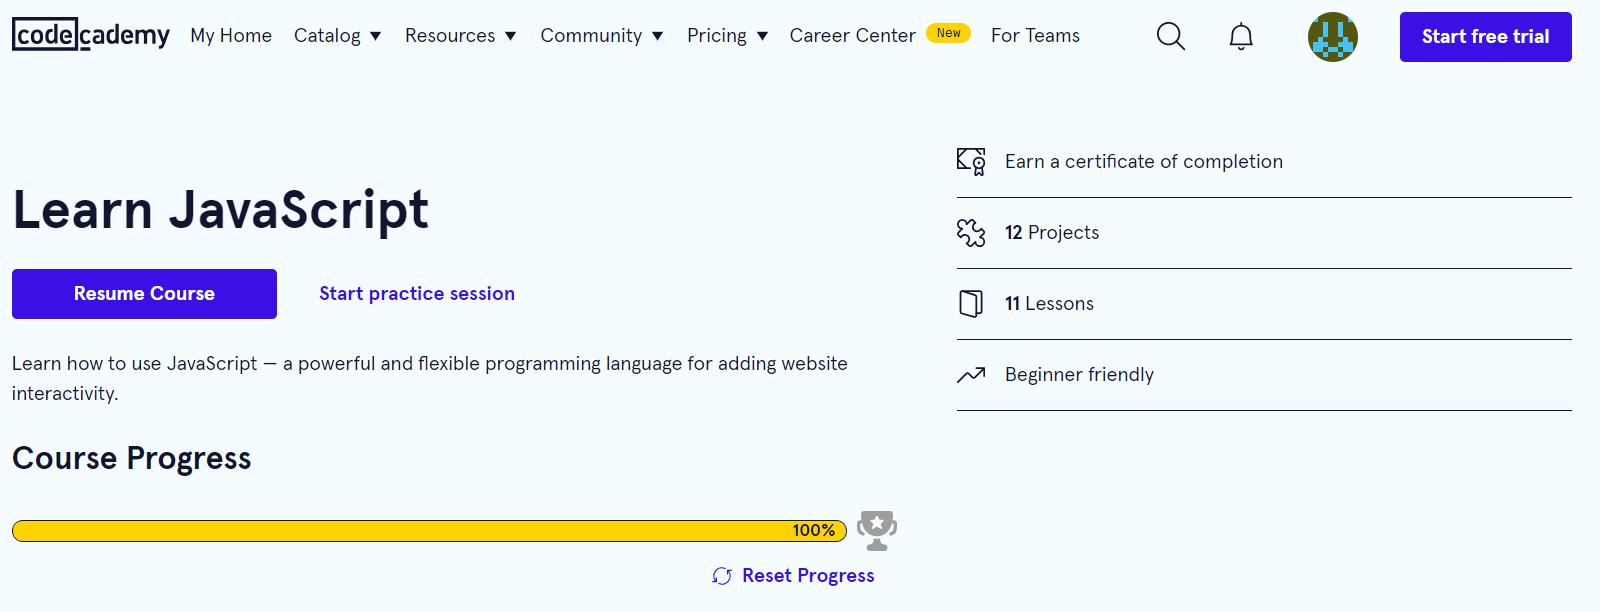 codecademy My Home Catalog Resources Community Pricing Career Center New For Teams Start free trial
Learn JavaScript
Resume Course Start practice session
Learn how to use JavaScript — a powerful and flexible programming language for adding website
interactivity.
Course Progress
100%
Reset Progress
Earn a certificate of completion
12 Projects
11 Lessons
Beginner friendly